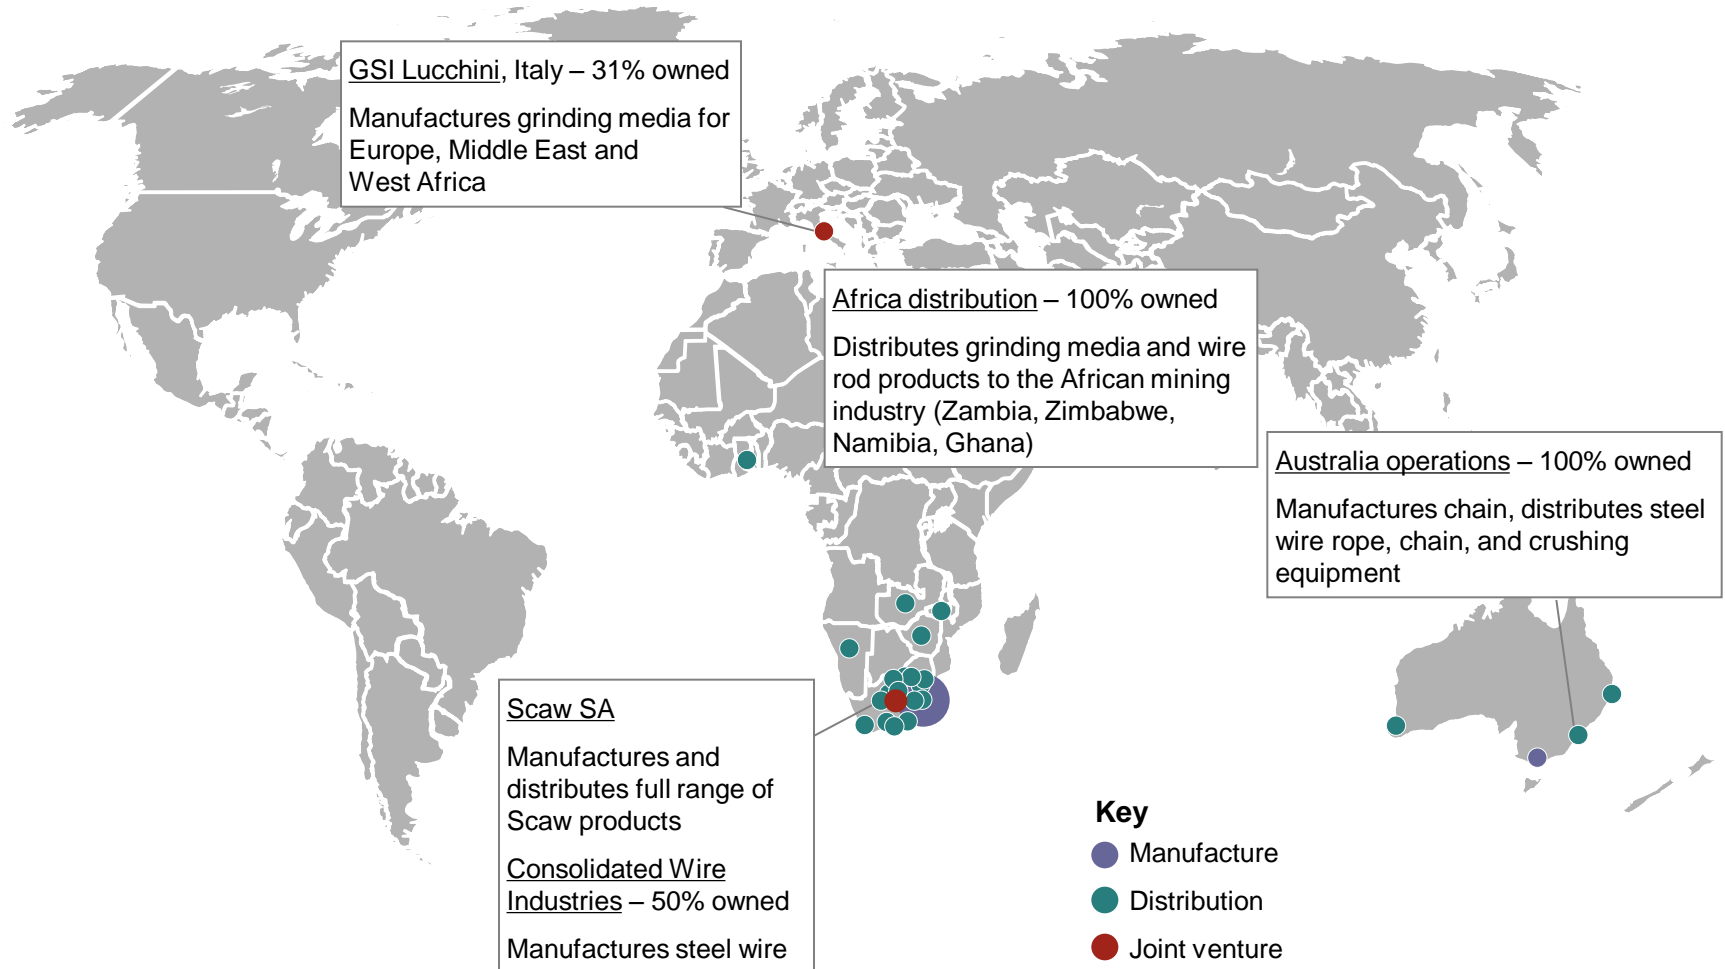 GSI Lucchini, Italy – 31% owned
Manufactures grinding media for
Europe, Middle East and
West Africa
Africa distribution – 100% owned
Distributes grinding media and wire
rod products to the African mining
industry (Zambia, Zimbabwe,
Namibia, Ghana)
Australia operations – 100% owned
Manufactures chain, distributes steel
wire rope, chain, and crushing
equipment
Scaw SA
Manufactures and
distributes full range of
Scaw products
Consolidated Wire
Industries – 50% owned
Manufactures steel wire
Key
Manufacture
Distribution
Joint venture